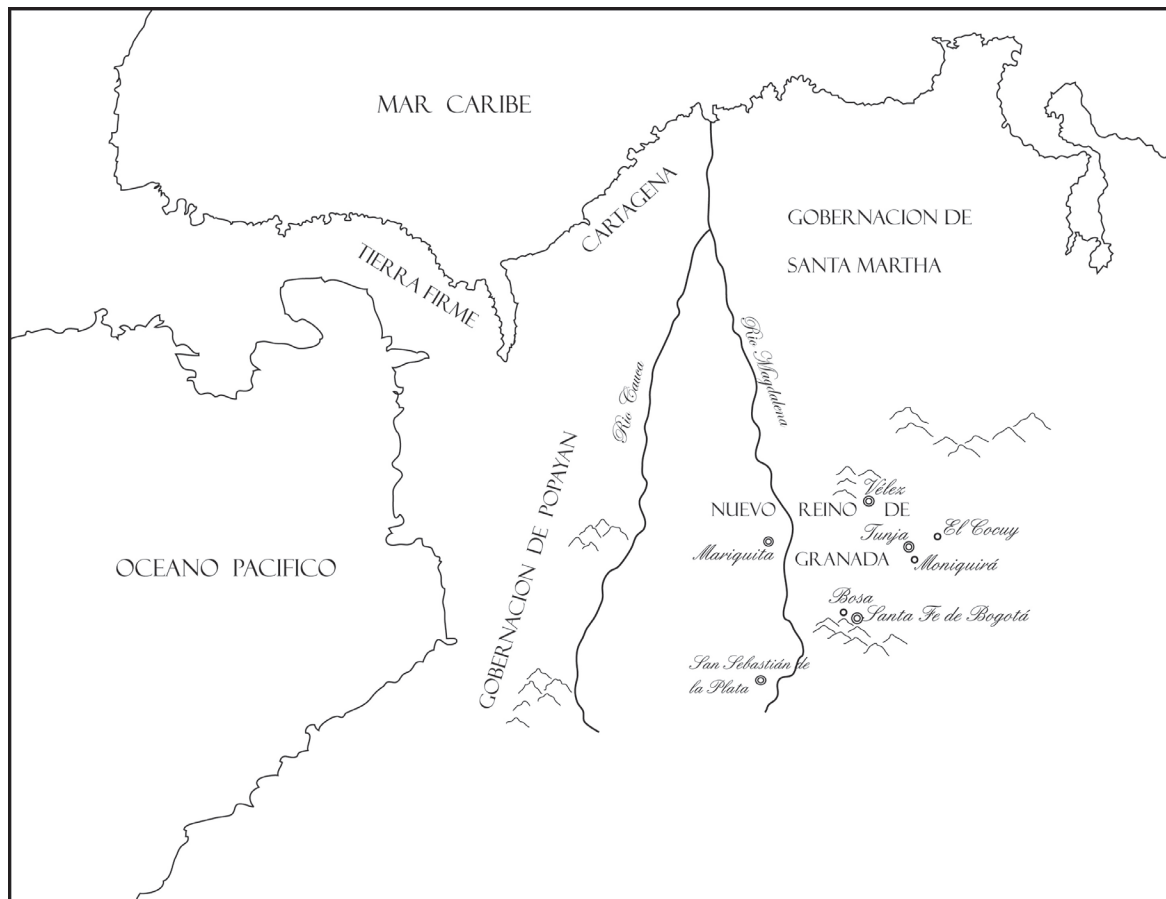 MAR CARIBE
CARTAGENA
GOBERNACION DE
SANTA MARTHA
TIERRA FIRME
Río Magdalena
Río Cauca
GOBERNACION DE POPAYAN
Vélez
NUEVO REINO DE
Tunja
El Cocuy
Mariquita
GRANADA
Moniquirá
OCEANO PACIFICO
Bosa
Santa Fe de Bogotá
San Sebastián de
la Plata